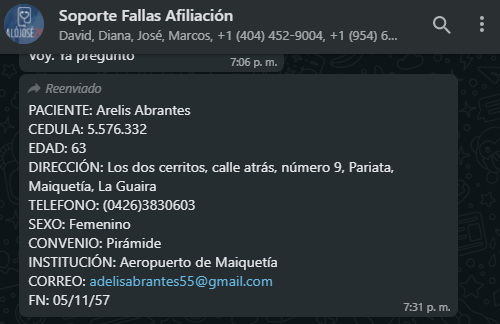 Soporte Fallas Afiliación
David, Diana, José, Marcos, +1 (404) 452-9004, +1 (954) 6...
Voy. Ya pregunto
7:06 p. m.
Reenviado
PACIENTE: Arelis Abrantes
CEDULA: 5.576.332
EDAD: 63
DIRECCIÓN: Los dos cerritos, calle atrás, número 9, Pariata,
Maiquetía, La Guaira
TELEFONO: (0426)3830603
SEXO: Femenino
CONVENIO: Pirámide
INSTITUCIÓN: Aeropuerto de Maiquetía
CORREO: adelisabrantes55@gmail.com
FN: 05/11/57
7:31 p. m.